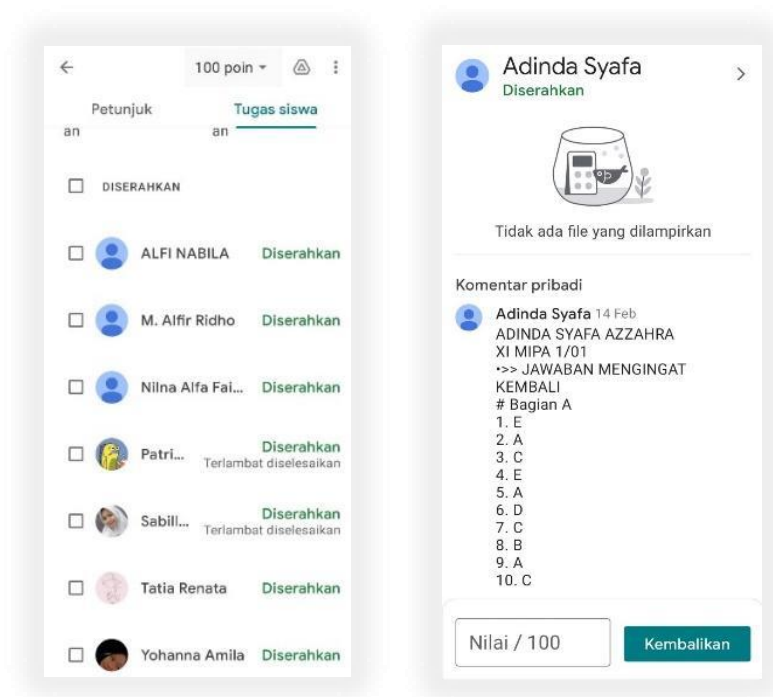 100 poin
Petunjuk
Tugas siswa
an
an
DISERAHKAN
ALFI NABILA Diserahkan
M. Alfir Ridho Diserahkan
Nilna Alfa Fai... Diserahkan
Patri... Diserahkan
Terlambat diselesaikan
Sabill... Diserahkan
Terlambat diselesaikan
Tatia Renata Diserahkan
Yohanna Amila Diserahkan
Adinda Syafa
Diserahkan
Tidak ada file yang dilampirkan
Komentar pribadi
Adinda Syafa 14 Feb
ADINDA SYAFA AZZAHRA
XI MIPA 1/01
•>> JAWABAN MENGINGAT
KEMBALI
# Bagian A
1. E
2. A
3. C
4. E
5. A
6. D
7. C
8. B
9. A
10. C
Nilai / 100
Kembalikan